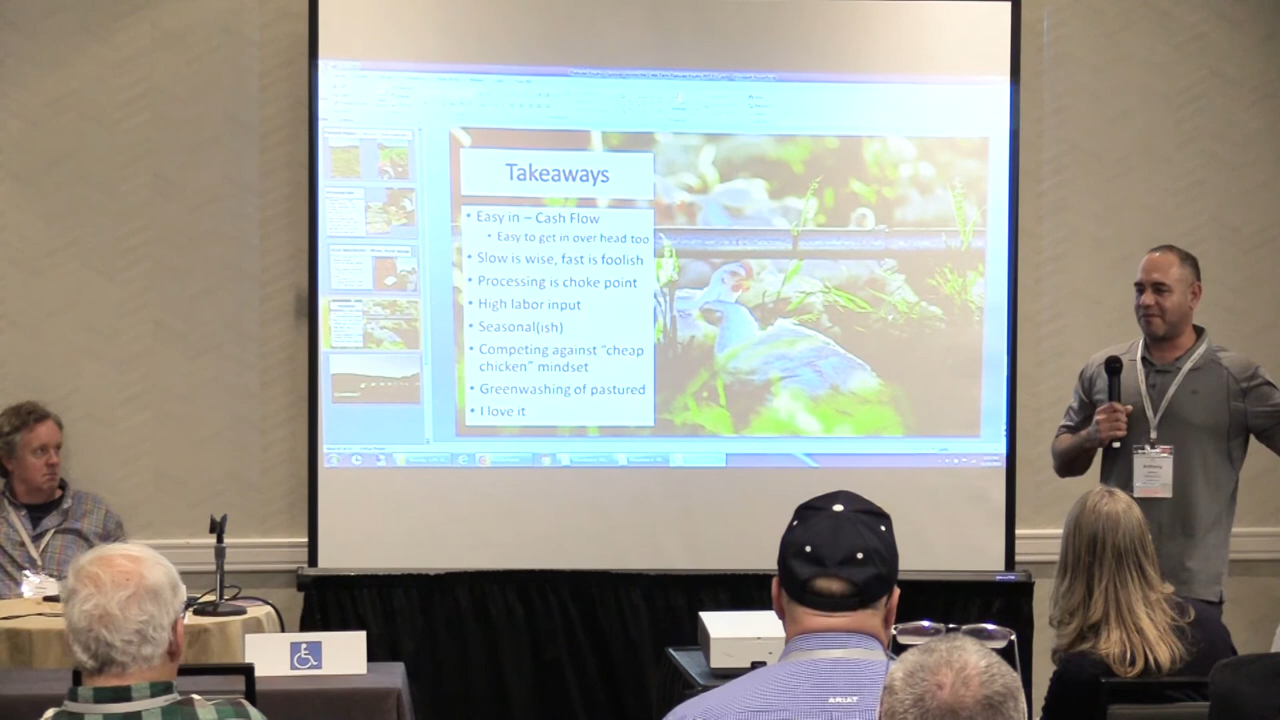 Takeaways
• Easy in – Cash Flow
• Easy to get in over head too
• Slow is wise, fast is foolish
• Processing is choke point
• High labor input
• Seasonal(ish)
• Competing against "cheap
chicken" mindset
• Greenwashing of pastured
• I love it
Anthony
ARIAT